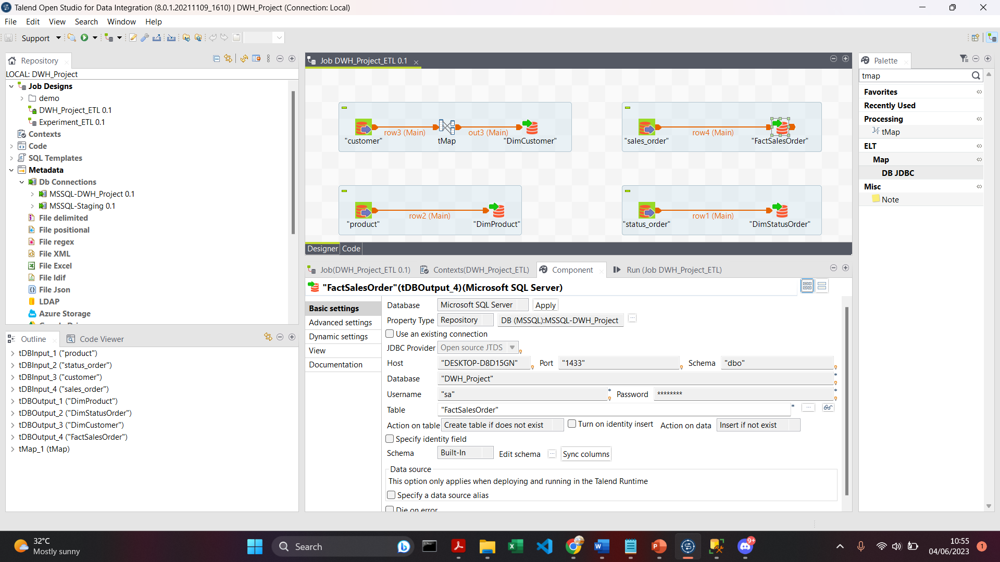 Talend Open Studio for Data Integration (8.0.1.20211109_1610) | DWH_Project (Connection: Local)
File Edit View Search Window Help
Support
Repository
LOCAL: DWH_Project
Job Designs
demo
DWH_Project_ETL 0.1
Experiment_ETL 0.1
Contexts
Code
SQL Templates
Metadata
Db Connections
MSSQL-DWH_Project 0.1
MSSQL-Staging 0.1
File delimited
File positional
File regex
File XML
File Excel
File ldif
File Json
LDAP
Azure Storage
Outline
Code Viewer
tDBInput_1 ("product")
tDBInput_2 ("status_order")
tDBInput_3 ("customer")
tDBInput_4 ("sales_order")
tDBOutput_1 ("DimProduct")
tDBOutput_2 ("DimStatusOrder")
tDBOutput_3 ("DimCustomer")
tDBOutput_4 ("FactSalesOrder")
tMap_1 (tMap)
Job DWH_Project_ETL 0.1
row3 (Main) out3 (Main)
"customer" tMap "DimCustomer"
row4 (Main)
"sales_order" "FactSalesOrder"
row2 (Main)
"product" "DimProduct"
row1 (Main)
"status_order" "DimStatusOrder"
Designer Code
Job(DWH_Project_ETL 0.1) Contexts(DWH_Project_ETL) Component Run (Job DWH_Project_ETL)
"FactSalesOrder"(tDBOutput_4)(Microsoft SQL Server)
Basic settings
Advanced settings
Dynamic settings
View
Documentation
Database Microsoft SQL Server Apply
Property Type Repository DB (MSSQL):MSSQL-DWH_Project ...
Use an existing connection
JDBC Provider Open source JTDS
Host "DESKTOP-D8D15GN" Port "1433" Schema "dbo"
Database "DWH_Project" *
Username "sa" * Password ******** *
Table "FactSalesOrder" * ...
Action on table Create table if does not exist Turn on identity insert Action on data Insert if not exist
Specify identity field
Schema Built-In Edit schema ... Sync columns
Data source
This option only applies when deploying and running in the Talend Runtime
Specify a data source alias
Die on error
Palette
tmap
Favorites
Recently Used
Processing
tMap
ELT
Map
DB JDBC
Misc
Note
32°C
Mostly sunny
Search
9+
10:55
04/06/2023
1